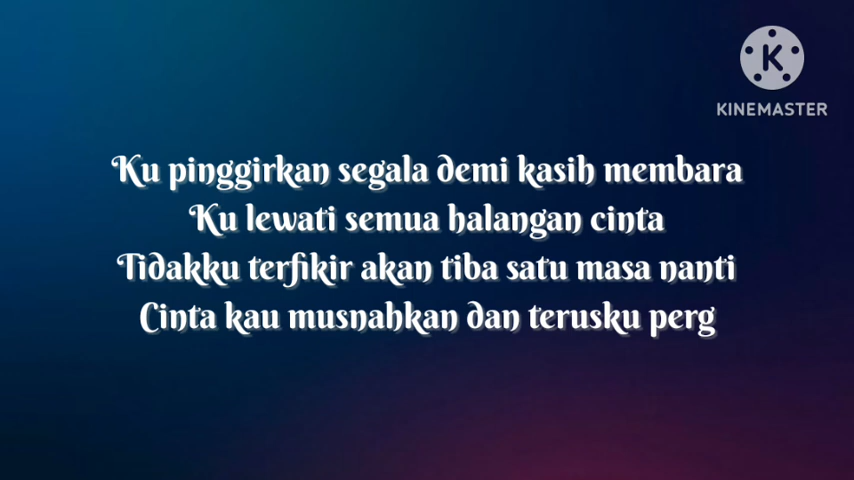 KINEMASTER
Ku pinggirkan segala demi kasih membara
Ku lewati semua halangan cinta
Tidakku terfikir akan tiba satu masa nanti
Cinta kau musnahkan dan terusku perg